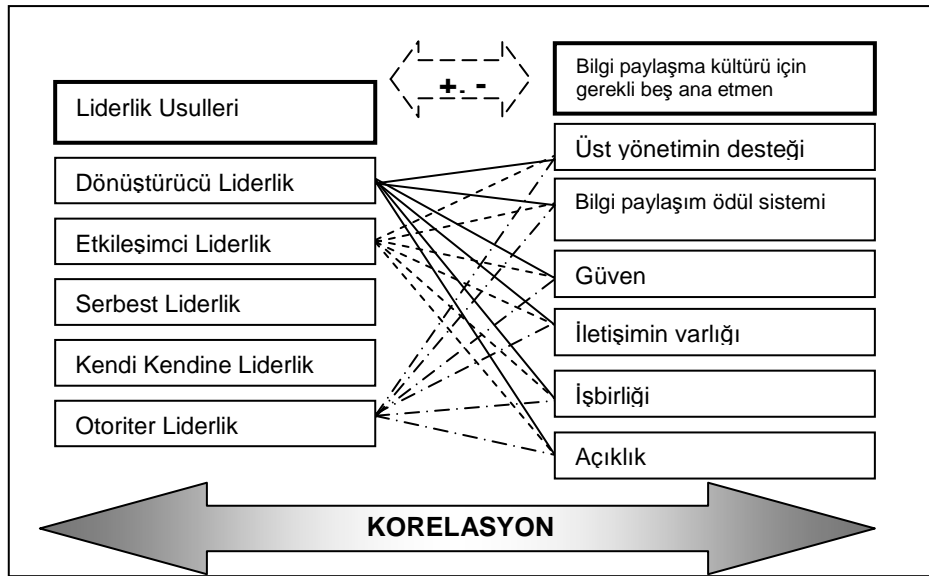 +. -
Bilgi paylaşma kültürü için
gerekli beş ana etmen
Liderlik Usulleri
Dönüştürücü Liderlik
Etkileşimci Liderlik
Serbest Liderlik
Kendi Kendine Liderlik
Otoriter Liderlik
Üst yönetimin desteği
Bilgi paylaşım ödül sistemi
Güven
İletişimin varlığı
İşbirliği
Açıklık
KORELASYON